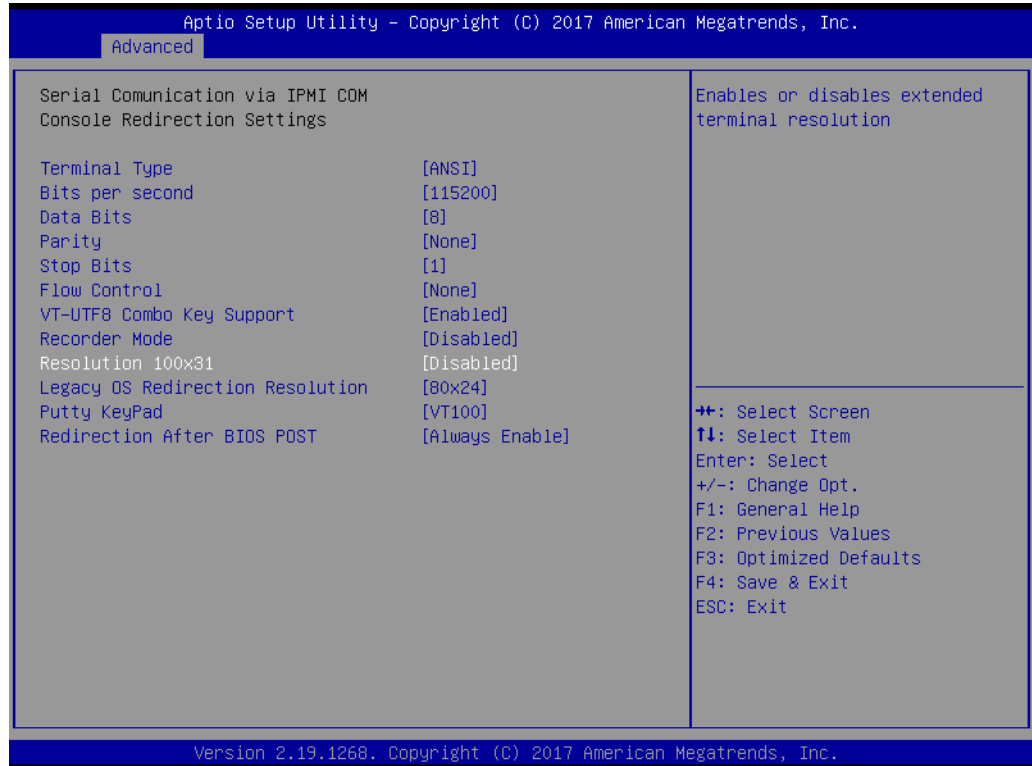 Aptio Setup Utility – Copyright (C) 2017 American Megatrends, Inc.
Advanced
Serial Comunication via IPMI COM
Console Redirection Settings
Terminal Type [ANSI]
Bits per second [115200]
Data Bits [8]
Parity [None]
Stop Bits [1]
Flow Control [None]
VT-UTF8 Combo Key Support [Enabled]
Recorder Mode [Disabled]
Resolution 100x31 [Disabled]
Legacy OS Redirection Resolution [80x24]
Putty KeyPad [VT100]
Redirection After BIOS POST [Always Enable]
Enables or disables extended
terminal resolution
→←: Select Screen
↑↓: Select Item
Enter: Select
+/-: Change Opt.
F1: General Help
F2: Previous Values
F3: Optimized Defaults
F4: Save & Exit
ESC: Exit
Version 2.19.1268. Copyright (C) 2017 American Megatrends, Inc.